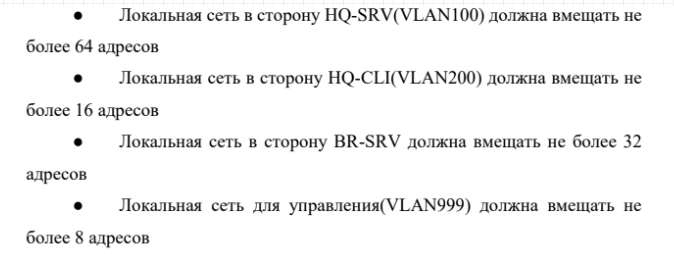 ● Локальная сеть в сторону HQ-SRV(VLAN100) должна вмещать не
более 64 адресов
● Локальная сеть в сторону HQ-CLI(VLAN200) должна вмещать не
более 16 адресов
● Локальная сеть в сторону BR-SRV должна вмещать не более 32
адресов
● Локальная сеть для управления(VLAN999) должна вмещать не
более 8 адресов